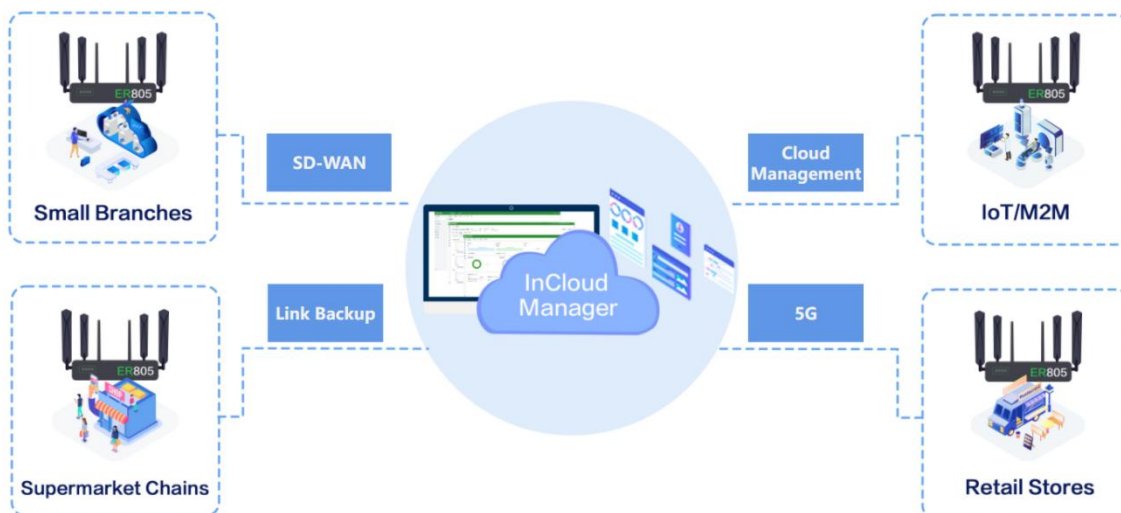 ER805
ER805
SD-WAN
Cloud
Management
Small Branches
IoT/M2M
InCloud
Manager
Link Backup
5G
ER805
ER805
Supermarket Chains
Retail Stores